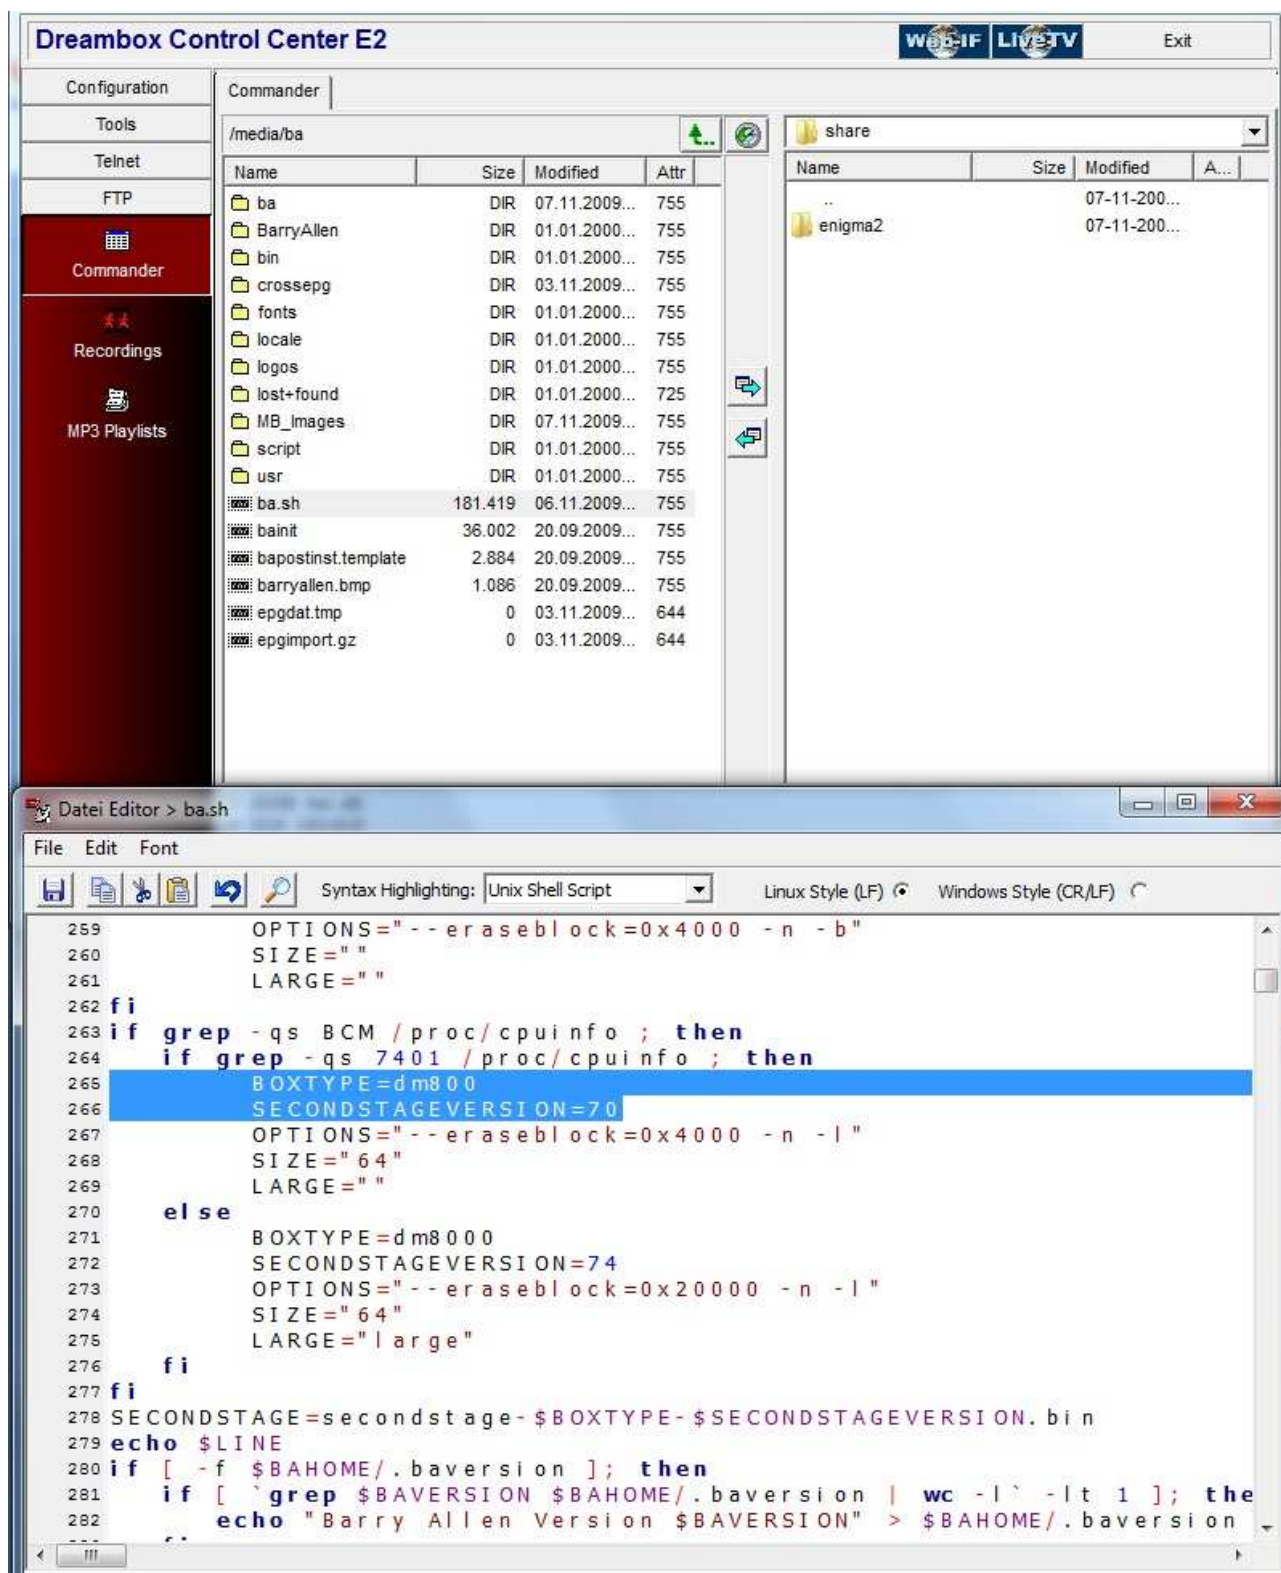 Dreambox Control Center E2
Web-IF LiveTV Exit
Configuration
Tools
Telnet
FTP
Commander
Recordings
MP3 Playlists
Commander
/media/ba
Name Size Modified Attr
ba DIR 07.11.2009... 755
BarryAllen DIR 01.01.2000... 755
bin DIR 01.01.2000... 755
crossepg DIR 03.11.2009... 755
fonts DIR 01.01.2000... 755
locale DIR 01.01.2000... 755
logos DIR 01.01.2000... 755
lost+found DIR 01.01.2000... 725
MB_Images DIR 07.11.2009... 755
script DIR 01.01.2000... 755
usr DIR 01.01.2000... 755
ba.sh 181.419 06.11.2009... 755
bainit 36.002 20.09.2009... 755
bapostinst.template 2.884 20.09.2009... 755
barryallen.bmp 1.086 20.09.2009... 755
epgdat.tmp 0 03.11.2009... 644
epgimport.gz 0 03.11.2009... 644
share
Name Size Modified A...
.. 07-11-200...
enigma2 07-11-200...
Datei Editor > ba.sh
File Edit Font
Syntax Highlighting: Unix Shell Script Linux Style (LF) Windows Style (CR/LF)
259 OPTIONS="--eraseblock=0x4000 -n -b"
260 SIZE=""
261 LARGE=""
262 fi
263 if grep -qs BCM /proc/cpuinfo ; then
264 if grep -qs 7401 /proc/cpuinfo ; then
265 BOXTYPE=dm800
266 SECONDSTAGEVERSION=70
267 OPTIONS="--eraseblock=0x4000 -n -l"
268 SIZE="64"
269 LARGE=""
270 else
271 BOXTYPE=dm8000
272 SECONDSTAGEVERSION=74
273 OPTIONS="--eraseblock=0x20000 -n -l"
274 SIZE="64"
275 LARGE="large"
276 fi
277 fi
278 SECONDSTAGE=secondstage-$BOXTYPE-$SECONDSTAGEVERSION.bin
279 echo $LINE
280 if [ -f $BAHOME/.baversion ]; then
281 if [ `grep $BAVERSION $BAHOME/.baversion | wc -l` -lt 1 ]; the
282 echo "Barry Allen Version $BAVERSION" > $BAHOME/.baversion